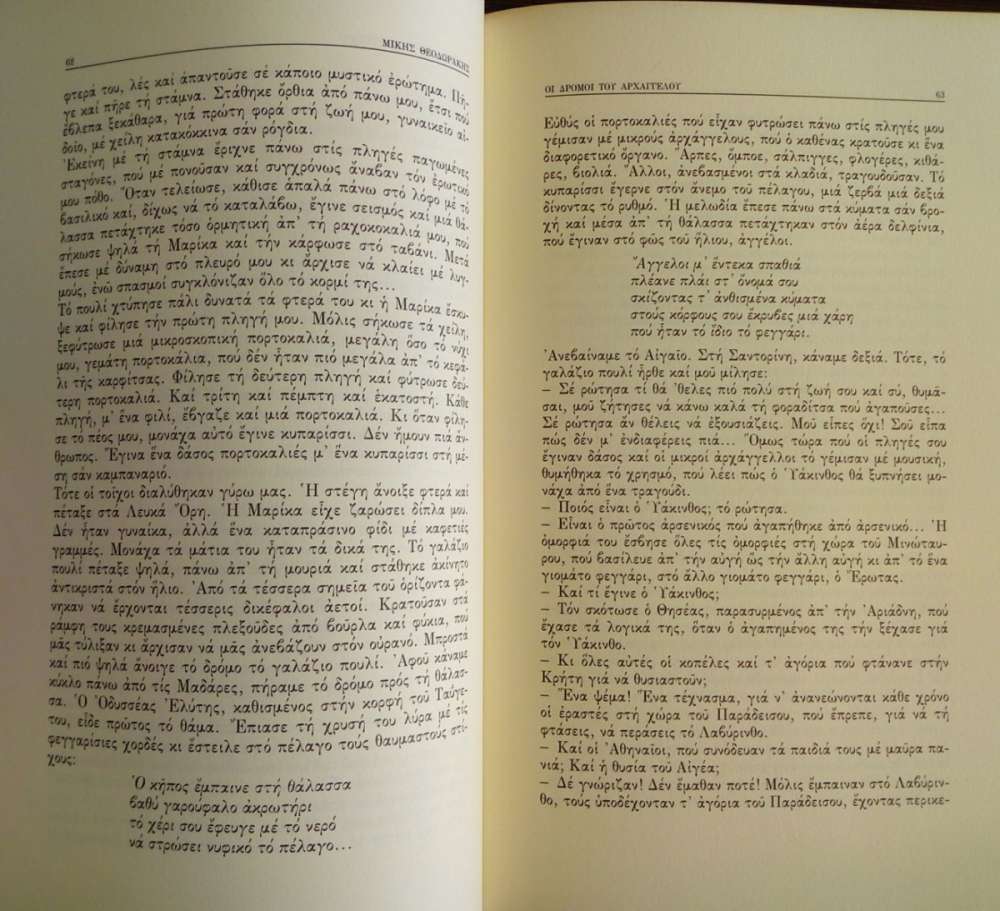 62
ΜΙΚΗΣ ΘΕΟΔΩΡΑΚΗΣ
φτερά του, λές καί ἀπαντοῦσε σέ κάποιο μυστικό ἐρώτημα. Πῆ-
γε καί πῆρε τή στάμνα. Στάθηκε ὄρθια ἀπό πάνω μου, ἔτσι πού
ἔβλεπα ξεκάθαρα, γιά πρώτη φορά στή ζωή μου, γυναικεῖο αἰ-
δοῖο, μέ χείλη κατακόκκινα σάν ρόγδια.
Ἐκείνη μέ τή στάμνα ἔριχνε πάνω στίς πληγές παγωμένες
σταγόνες, πού μέ πονοῦσαν καί συγχρόνως ἄναβαν τόν ἐρωτικό
μου πόθο. Ὅταν τελείωσε, κάθισε ἁπαλά πάνω στό λόφο μέ τό
βασιλικό καί, δίχως νά τό καταλάβω, ἔγινε σεισμός καί μιά θά-
λασσα πετάχτηκε τόσο ὁρμητική ἀπ' τή ραχοκοκαλιά μου, πού
σήκωσε ψηλά τή Μαρίκα καί τήν κάρφωσε στό ταβάνι. Μετά
ἔπεσε μέ δύναμη στό πλευρό μου κι ἄρχισε νά κλαίει μέ λυγ-
μούς, ἐνώ σπασμοί συγκλόνιζαν ὅλο τό κορμί της...
Τό πουλί χτύπησε πάλι δυνατά τά φτερά του κι ἡ Μαρίκα ἔσκυ-
ψε καί φίλησε τήν πρώτη πληγή μου. Μόλις σήκωσε τά χείλη,
ξεφύτρωσε μιά μικροσκοπική πορτοκαλιά, μεγάλη ὅσο τό νύχι
μου, γεμάτη πορτοκάλια, πού δέν ἦταν πιό μεγάλα ἀπ' τό κεφά-
λι τῆς καρφίτσας. Φίλησε τή δεύτερη πληγή καί φύτρωσε δεύ-
τερη πορτοκαλιά. Καί τρίτη καί πέμπτη καί ἑκατοστή. Κάθε
πληγή, μ' ἕνα φιλί, ἔβγαζε καί μιά πορτοκαλιά. Κι ὅταν φίλη-
σε τό πέος μου, μονάχα αὐτό ἔγινε κυπαρίσσι. Δέν ἤμουν πιά ἄν-
θρωπος. Ἔγινα ἕνα δάσος πορτοκαλιές μ' ἕνα κυπαρίσσι στή μέ-
ση σάν καμπαναριό.
Τότε οἱ τοῖχοι διαλύθηκαν γύρω μας. Ἡ στέγη ἄνοιξε φτερά καί
πέταξε στά Λευκά Ὄρη. Ἡ Μαρίκα εἶχε ζαρώσει δίπλα μου.
Δέν ἦταν γυναίκα, ἀλλά ἕνα καταπράσινο φίδι μέ καφετιές
γραμμές. Μονάχα τά μάτια του ἦταν τά δικά της. Τό γαλάζιο
πουλί πέταξε ψηλά, πάνω ἀπ' τή μουριά καί στάθηκε ἀκίνητο
ἀντικριστά στόν ἥλιο. Ἀπό τά τέσσερα σημεῖα τοῦ ὁρίζοντα φά-
νηκαν νά ἔρχονται τέσσερις δικέφαλοι ἀετοί. Κρατοῦσαν στά
ράμφη τους κρεμασμένες πλεξοῦδες ἀπό βοῦρλα καί φύκια, πού
μᾶς τύλιξαν κι ἄρχισαν νά μᾶς ἀνεβάζουν στόν οὐρανο. Μπροστά
καί πιό ψηλά ἄνοιγε τό δρόμο τό γαλάζιο πουλί. Ἀφοῦ κάναμε
κύκλο πάνω ἀπό τίς Μαδάρες, πήραμε τό δρόμο πρός τή θάλασ-
σα. Ὁ Ὀδυσσέας Ἐλύτης, καθισμένος στήν κορφή τοῦ Ταΰγε-
του, εἶδε πρῶτος τό θάμα. Ἔπιασε τή χρυσή του λύρα μέ τίς
φεγγαρίσιες χορδές κι ἔστειλε στό πέλαγο τούς θαυμαστούς στί-
χους:
Ὁ κῆπος ἔμπαινε στή θάλασσα
βαθύ γαρούφαλο ἀκρωτήρι
τό χέρι σου ἔφευγε μέ τό νερό
νά στρώσει νυφικό τό πέλαγο...
ΟΙ ΔΡΟΜΟΙ ΤΟΥ ΑΡΧΑΓΓΕΛΟΥ
63
Εὐθύς οἱ πορτοκαλιές πού εἶχαν φυτρώσει πάνω στίς πληγές μου
γέμισαν μέ μικρούς ἀρχάγγελους, πού ὁ καθένας κρατοῦσε κι ἕνα
διαφορετικό ὄργανο. Ἅρπες, ὄμποε, σάλπιγγες, φλογέρες, κιθά-
ρες, βιολιά. Ἄλλοι, ἀνεβασμένοι στά κλαδιά, τραγουδοῦσαν. Τό
κυπαρίσσι ἔγερνε στόν ἄνεμο τοῦ πέλαγου, μιά ζερβά μιά δεξιά
δίνοντας τό ρυθμό. Ἡ μελωδία ἔπεσε πάνω στά κύματα σάν βρο-
χή καί μέσα ἀπ' τή θάλασσα πετάχτηκαν στόν ἀέρα δελφίνια,
πού ἔγιναν στό φῶς τοῦ ἥλιου, ἀγγέλοι.
Ἄγγελοι μ' ἕντεκα σπαθιά
πλέανε πλάι στ' ὄνομα σου
σκίζοντας τ' ἀνθισμένα κύματα
στούς κόρφους σου ἔκρυβες μιά χάρη
πού ἦταν τό ἴδιο τό φεγγάρι.
Ἀνεβαίναμε τό Αἰγαῖο. Στή Σαντορίνη, κάναμε δεξιά. Τότε, τό
γαλάζιο πουλί ἦρθε καί μοῦ μίλησε:
– Σέ ρώτησα τί θά 'θελες πιό πολύ στή ζωή σου καί σύ, θυμᾶ-
σαι, μοῦ ζήτησες νά κάνω καλά τή φοραδίτσα πού ἀγαποῦσες...
Σέ ρώτησα ἄν θέλεις νά ἐξουσιάζεις. Μοῦ εἶπες ὄχι! Σοῦ εἶπα
πώς δέν μ' ἐνδιαφέρεις πιά... Ὅμως τώρα πού οἱ πληγές σου
ἔγιναν δάσος καί οἱ μικροί ἀρχάγγελλοι τό γέμισαν μέ μουσική,
θυμήθηκα τό χρησμό, πού λέει πώς ὁ Ὑάκινθος θά ξυπνήσει μο-
νάχα ἀπό ἕνα τραγούδι.
– Ποιός εἶναι ὁ Ὑάκινθος; τό ρώτησα.
– Εἶναι ὁ πρῶτος ἀρσενικός πού ἀγαπήθηκε ἀπό ἀρσενικό... Ἡ
ὀμορφιά του ἔσβησε ὅλες τίς ὀμορφιές στή χώρα τοῦ Μινώταυ-
ρου, πού βασίλευε ἀπ' τήν αὐγή ὥς τήν ἄλλη αὐγή κι ἀπ' τό ἕνα
γιομάτο φεγγάρι, στό ἄλλο γιομάτο φεγγάρι, ὁ Ἔρωτας.
– Καί τί ἔγινε ὁ Ὑάκινθος;
– Τόν σκότωσε ὁ Θησέας, παρασυρμένος ἀπ' τήν Ἀριάδνη, πού
ἔχασε τά λογικά της, ὅταν ὁ ἀγαπημένος της τήν ξέχασε γιά
τόν Ὑάκινθο.
– Κι ὅλες αὐτές οἱ κοπέλες καί τ' ἀγόρια πού φτάνανε στήν
Κρήτη γιά νά θυσιαστοῦν;
– Ἕνα ψέμα! Ἕνα τέχνασμα, γιά ν' ἀνανεώνονται κάθε χρόνο
οἱ ἐραστές στή χώρα τοῦ Παράδεισου, πού ἔπρεπε, γιά νά τή
φτάσεις, νά περάσεις τό Λαβύρινθο.
– Καί οἱ Ἀθηναῖοι, πού συνόδευαν τά παιδιά τους μέ μαῦρα πα-
νιά; Καί ἡ θυσία τοῦ Αἰγέα;
– Δέ γνώριζαν! Δέν ἔμαθαν ποτέ! Μόλις ἔμπαιναν στό Λαβύριν-
θο, τούς ὑποδέχονταν τ' ἀγόρια τοῦ Παράδεισου, ἔχοντας περικε-